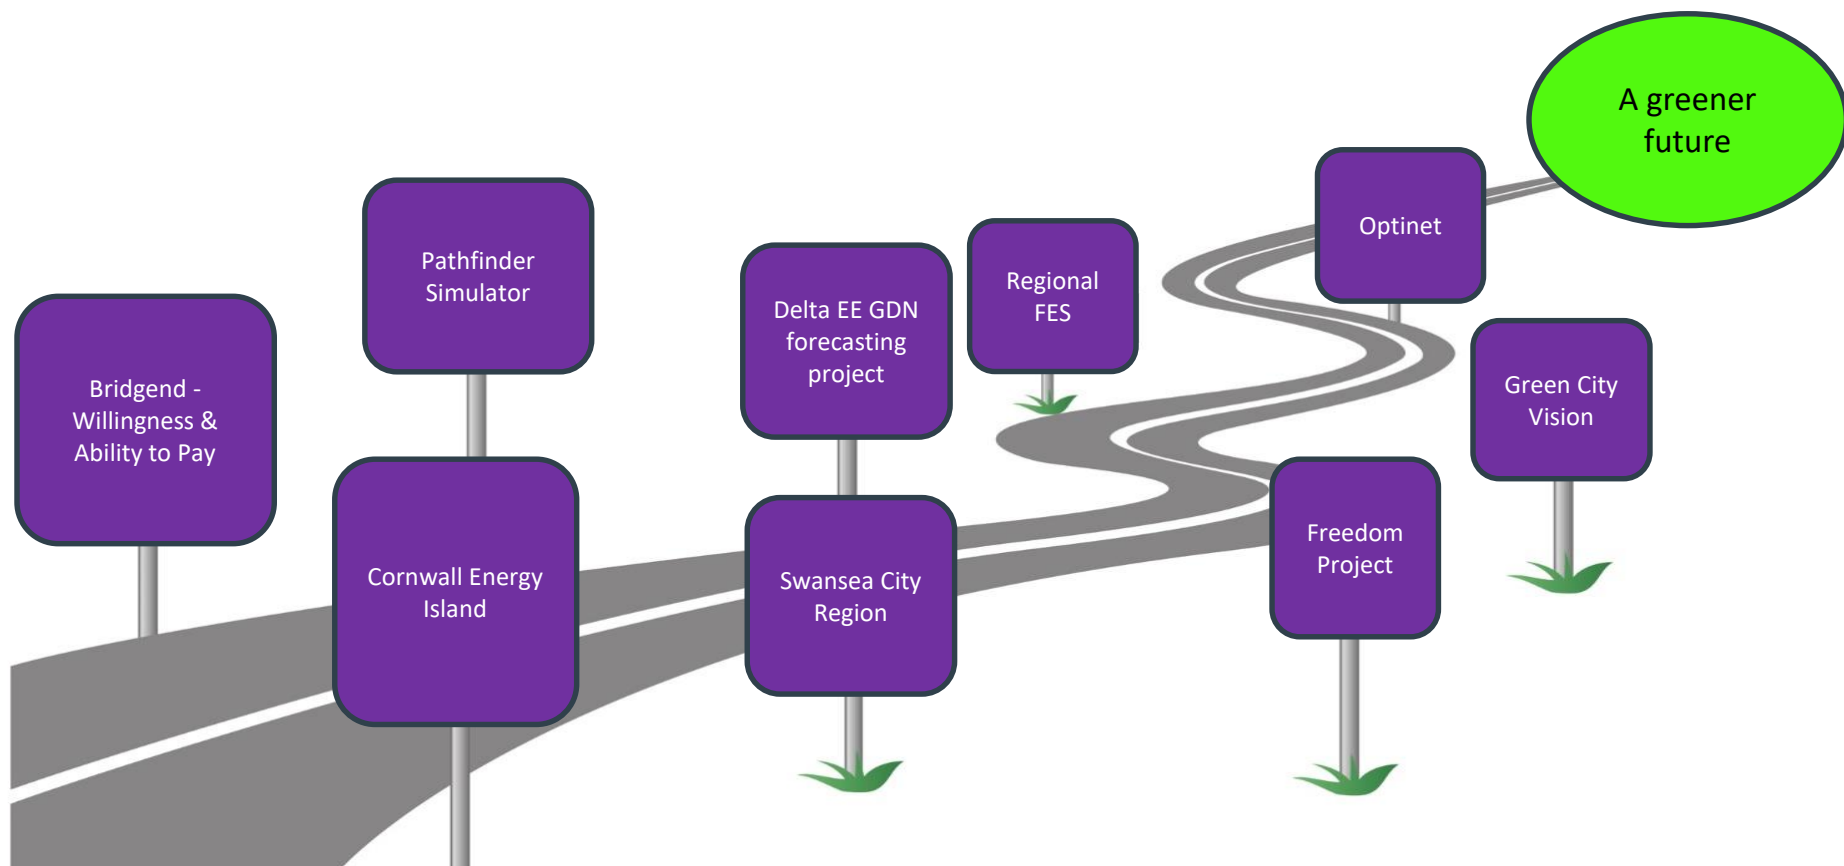 A greener
future
Optinet
Pathfinder
Simulator
Regional
FES
Delta EE GDN
forecasting
project
Bridgend -
Willingness &
Ability to Pay
Green City
Vision
Cornwall Energy
Island
Swansea City
Region
Freedom
Project